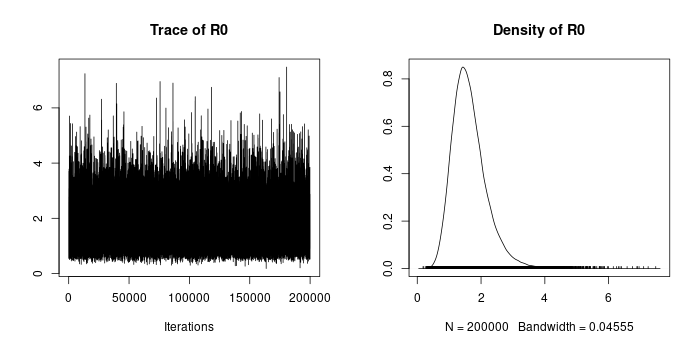 Trace of R0
0 2 4 6
0 50000 100000 150000 200000
Iterations
Density of R0
0.0 0.2 0.4 0.6 0.8
0 2 4 6
N = 200000 Bandwidth = 0.04555